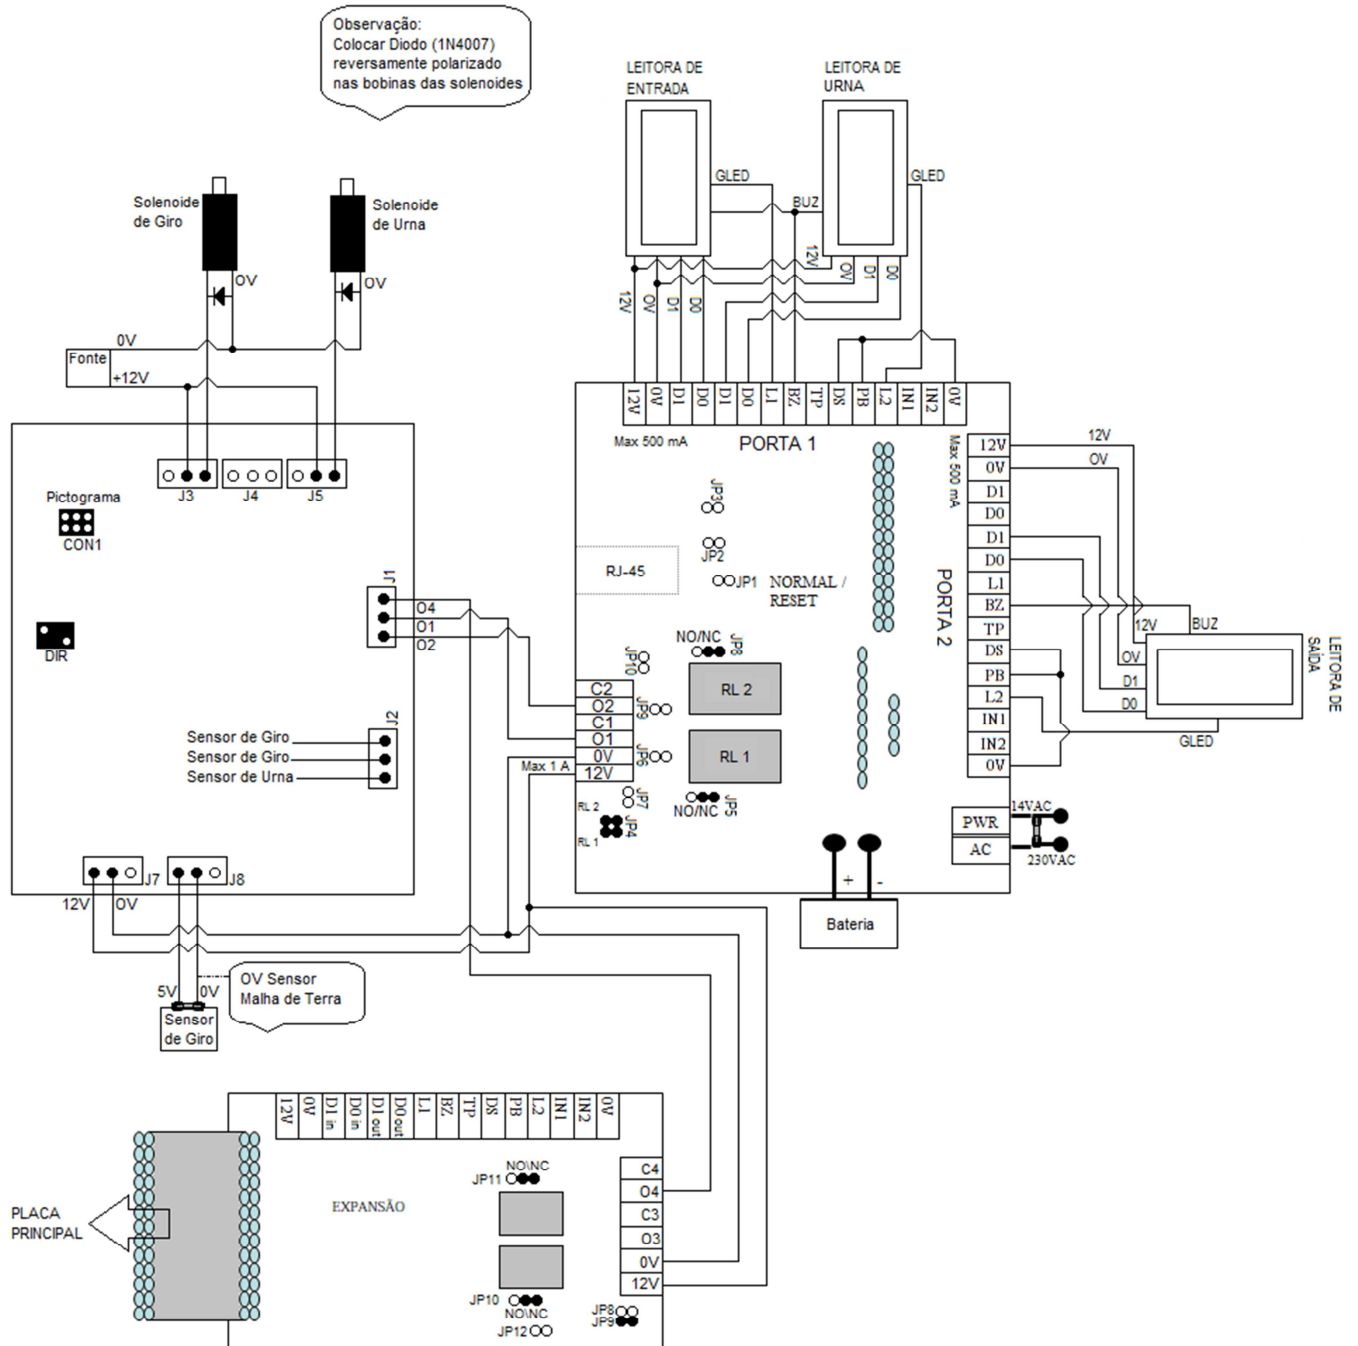 Observação:
Colocar Diodo (1N4007)
reversamente polarizado
nas bobinas das solenoides
LEITORA DE
ENTRADA
LEITORA DE
URNA
GLED
GLED
BUZ
12V
0V
D1
D0
12V
0V
D1
D0
Solenoide
de Giro
Solenoide
de Urna
0V
0V
Fonte
0V
+12V
J3
J4
J5
Pictograma
CON1
DIR
J1
O4
O1
O2
J2
Sensor de Giro
Sensor de Giro
Sensor de Urna
J7
J8
12V
0V
5V
0V
0V Sensor
Malha de Terra
Sensor
de Giro
12V
0V
D1
D0
D1
D0
L1
BZ
TP
DS
PB
L2
IN1
IN2
0V
Max 500 mA
PORTA 1
Max 500 mA
12V
0V
D1
D0
D1
D0
L1
BZ
TP
DS
PB
L2
IN1
IN2
0V
PORTA 2
12V
0V
BUZ
12V
0V
D1
D0
GLED
LEITORA DE
SAÍDA
JP3
JP2
JP1
NORMAL /
RESET
RJ-45
NO/NC
JP8
JP10
RL 2
C2
O2
C1
O1
0V
12V
JP9
JP6
RL 1
Max 1 A
JP7
NO/NC
JP5
RL 2
RL 1
JP4
PWR
AC
14VAC
230VAC
+
-
Bateria
12V
0V
D1 in
D0 in
D1 out
D0 out
L1
BZ
TP
DS
PB
L2
IN1
IN2
0V
NO\NC
JP11
EXPANSÃO
C4
O4
C3
O3
0V
12V
JP10
NO\NC
JP12
JP8
JP9
PLACA
PRINCIPAL